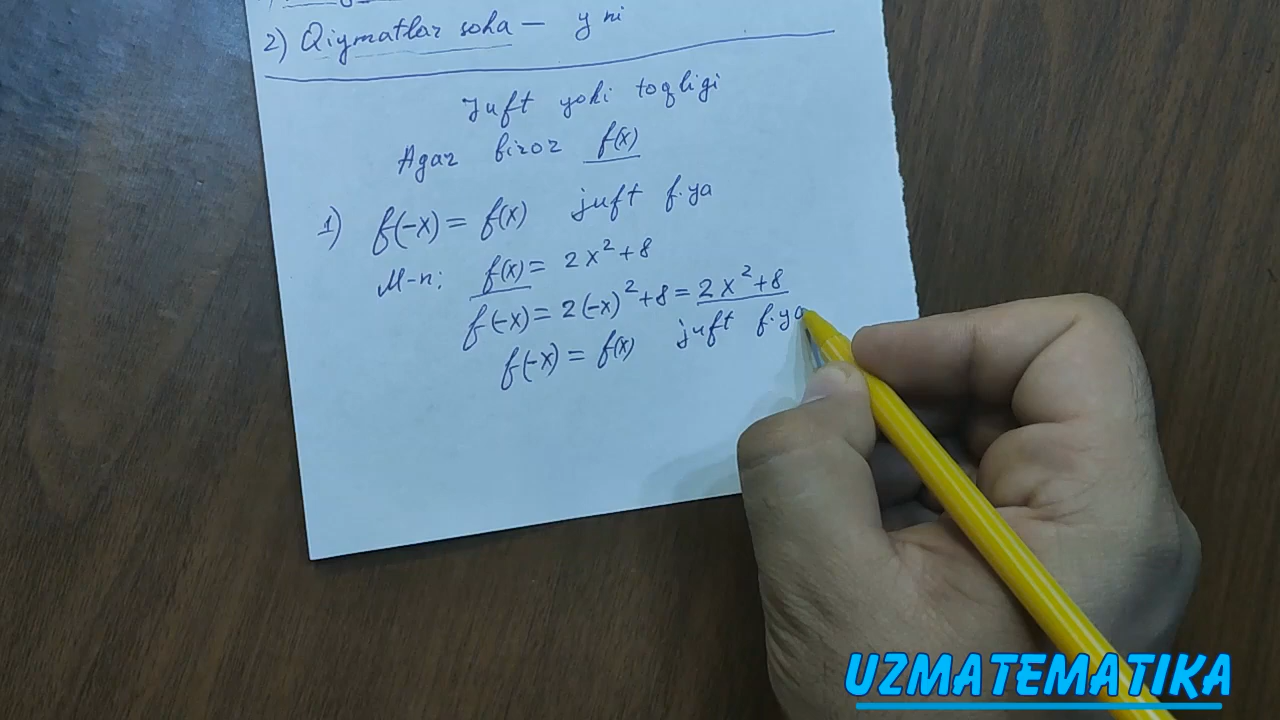 2) Qiymatlar soha – y ni
Juft yoki toqligi
Agar biror f(x)
1) f(-x) = f(x) juft f.ya
M-n: f(x) = 2x²+8
f(-x) = 2(-x)²+8 = 2x²+8
f(-x) = f(x) juft f.ya
UZMATEMATIKA